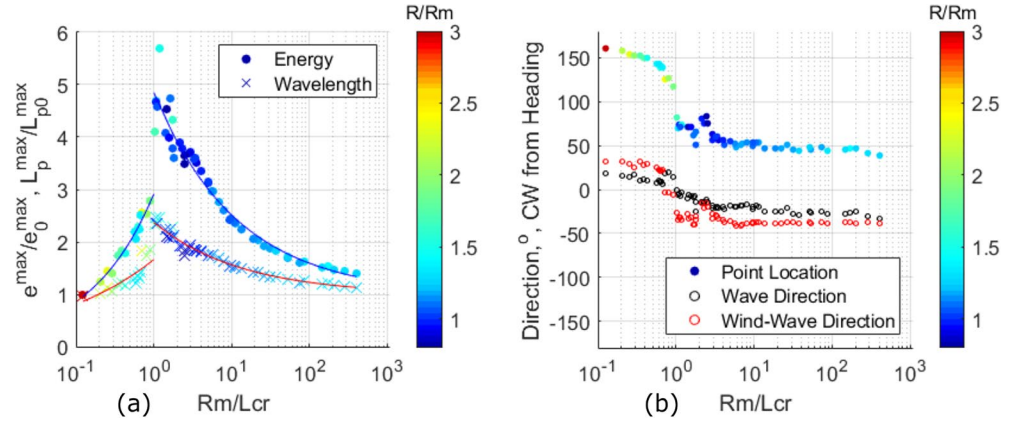 R/Rm
R/Rm
e^max/e_0^max , L_p^max/L_p0^max
6
5
4
3
2
1
0
Energy
Wavelength
10^-1 10^0 10^1 10^2 10^3
Rm/Lcr
(a)
3
2.5
2
1.5
1
Direction, °, CW from Heading
150
100
50
0
-50
-100
-150
Point Location
Wave Direction
Wind-Wave Direction
10^-1 10^0 10^1 10^2 10^3
Rm/Lcr
(b)
3
2.5
2
1.5
1